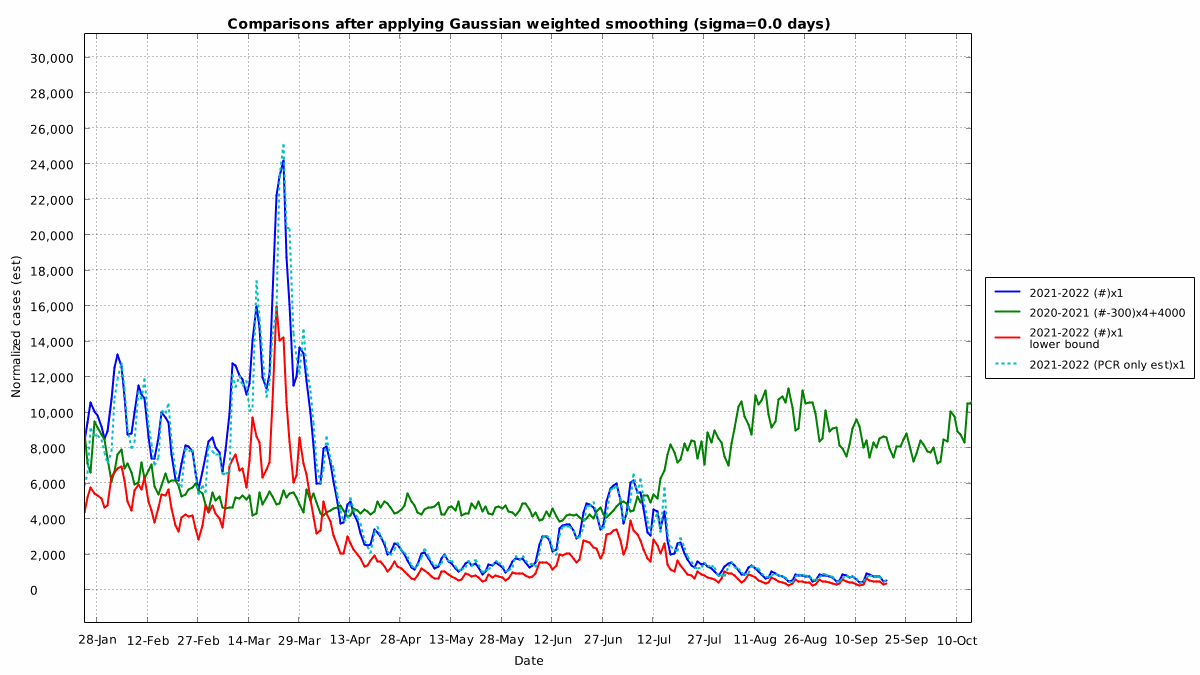 Comparisons after applying Gaussian weighted smoothing (sigma=0.0 days)
30,000
28,000
26,000
24,000
22,000
20,000
18,000
16,000
14,000
12,000
10,000
8,000
6,000
4,000
2,000
0
Normalized cases (est)
28-Jan 12-Feb 27-Feb 14-Mar 29-Mar 13-Apr 28-Apr 13-May 28-May 12-Jun 27-Jun 12-Jul 27-Jul 11-Aug 26-Aug 10-Sep 25-Sep 10-Oct
Date
2021-2022 (#)x1
2020-2021 (#-300)x4+4000
2021-2022 (#)x1
lower bound
2021-2022 (PCR only est)x1